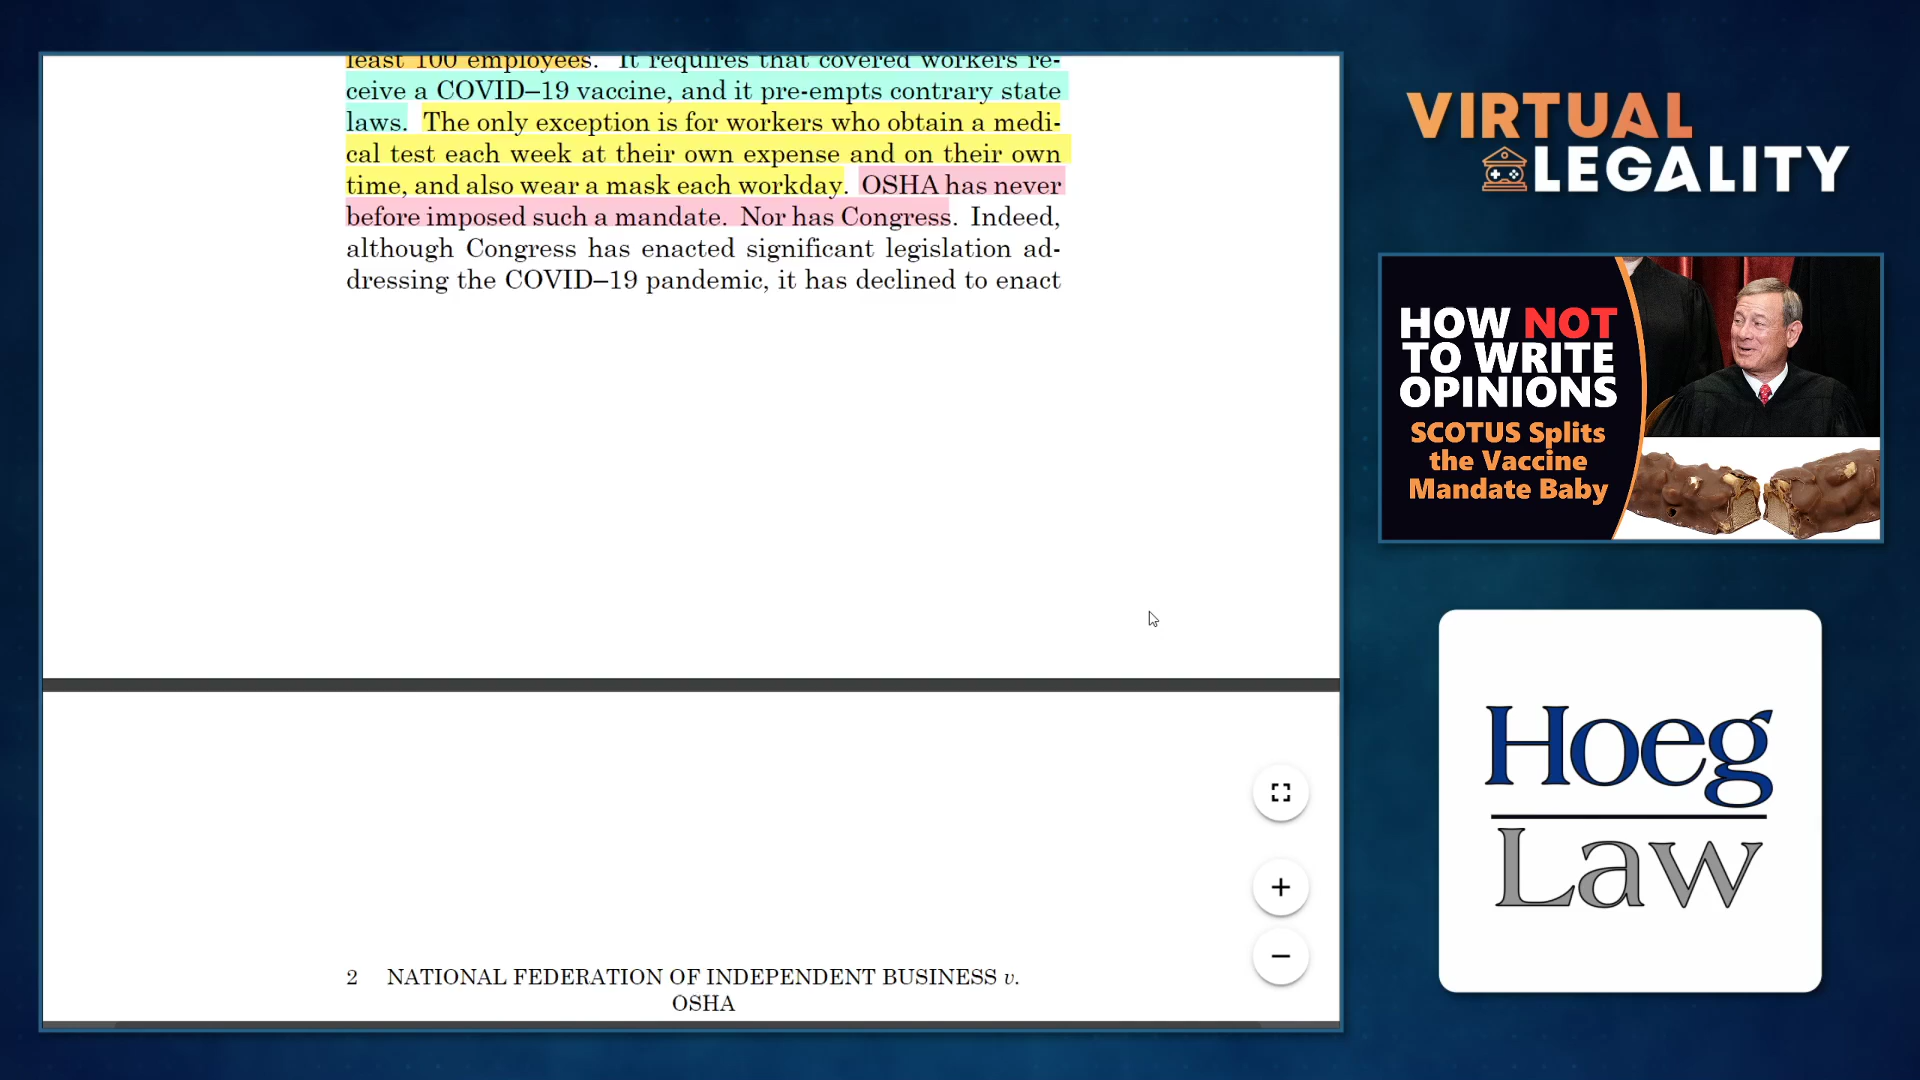 least 100 employees. It requires that covered workers re-
ceive a COVID–19 vaccine, and it pre-empts contrary state
laws. The only exception is for workers who obtain a medi-
cal test each week at their own expense and on their own
time, and also wear a mask each workday. OSHA has never
before imposed such a mandate. Nor has Congress. Indeed,
although Congress has enacted significant legislation ad-
dressing the COVID–19 pandemic, it has declined to enact
2 NATIONAL FEDERATION OF INDEPENDENT BUSINESS v.
OSHA
VIRTUAL
LEGALITY
HOW NOT
TO WRITE
OPINIONS
SCOTUS Splits
the Vaccine
Mandate Baby
Hoeg
Law